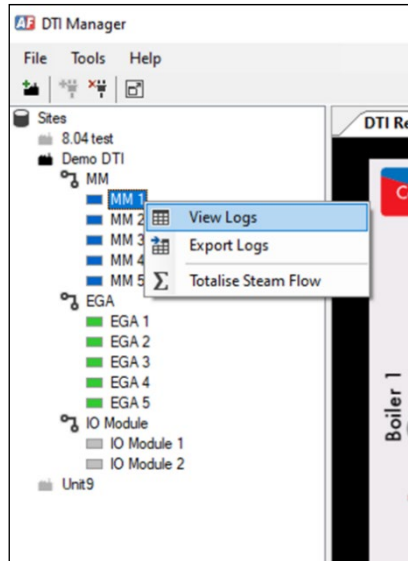 AF DTI Manager
File Tools Help
Sites
DTI Re
8.04 test
Demo DTI
MM
MM 1
MM 2
MM 3
MM 4
MM 5
View Logs
Export Logs
Totalise Steam Flow
EGA
EGA 1
EGA 2
EGA 3
EGA 4
EGA 5
IO Module
IO Module 1
IO Module 2
Unit9
C
Boiler 1